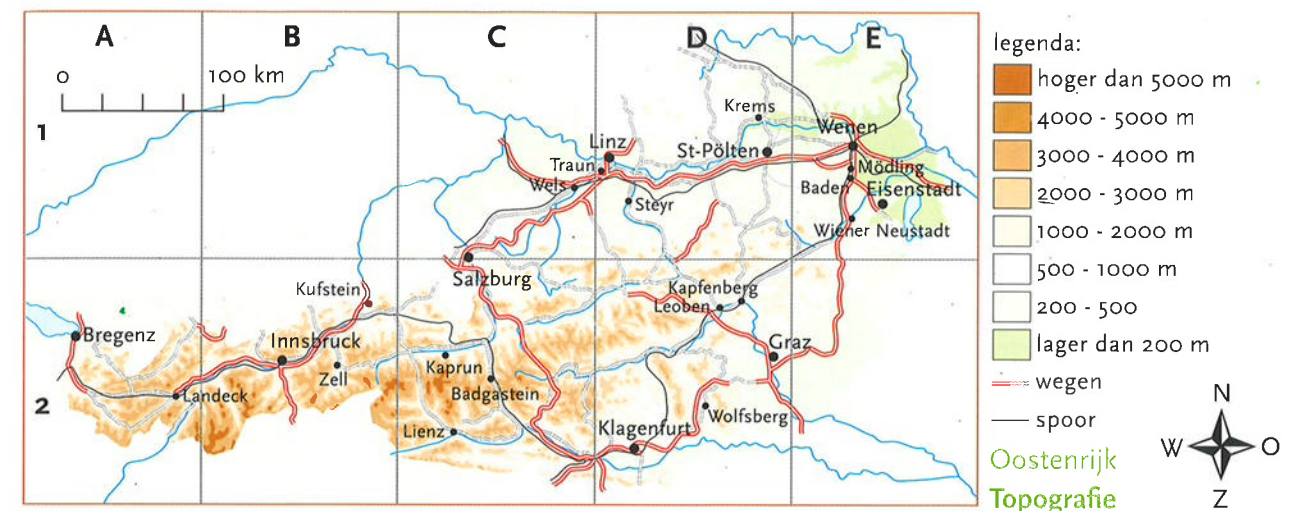 A B C D E
legenda:
0 100 km
hoger dan 5000 m
4000 - 5000 m
3000 - 4000 m
2000 - 3000 m
1000 - 2000 m
500 - 1000 m
200 - 500
lager dan 200 m
wegen
spoor
Oostenrijk
Topografie
N
W O
Z
1
Krems
Wenen
Linz
St-Pölten
Traun
Mödling
Wels
Baden
Eisenstadt
Steyr
Wiener Neustadt
Salzburg
Kufstein
Kapfenberg
Leoben
Bregenz
Innsbruck
Graz
Zell
Kaprun
Badgastein
2
Landeck
Wolfsberg
Lienz
Klagenfurt